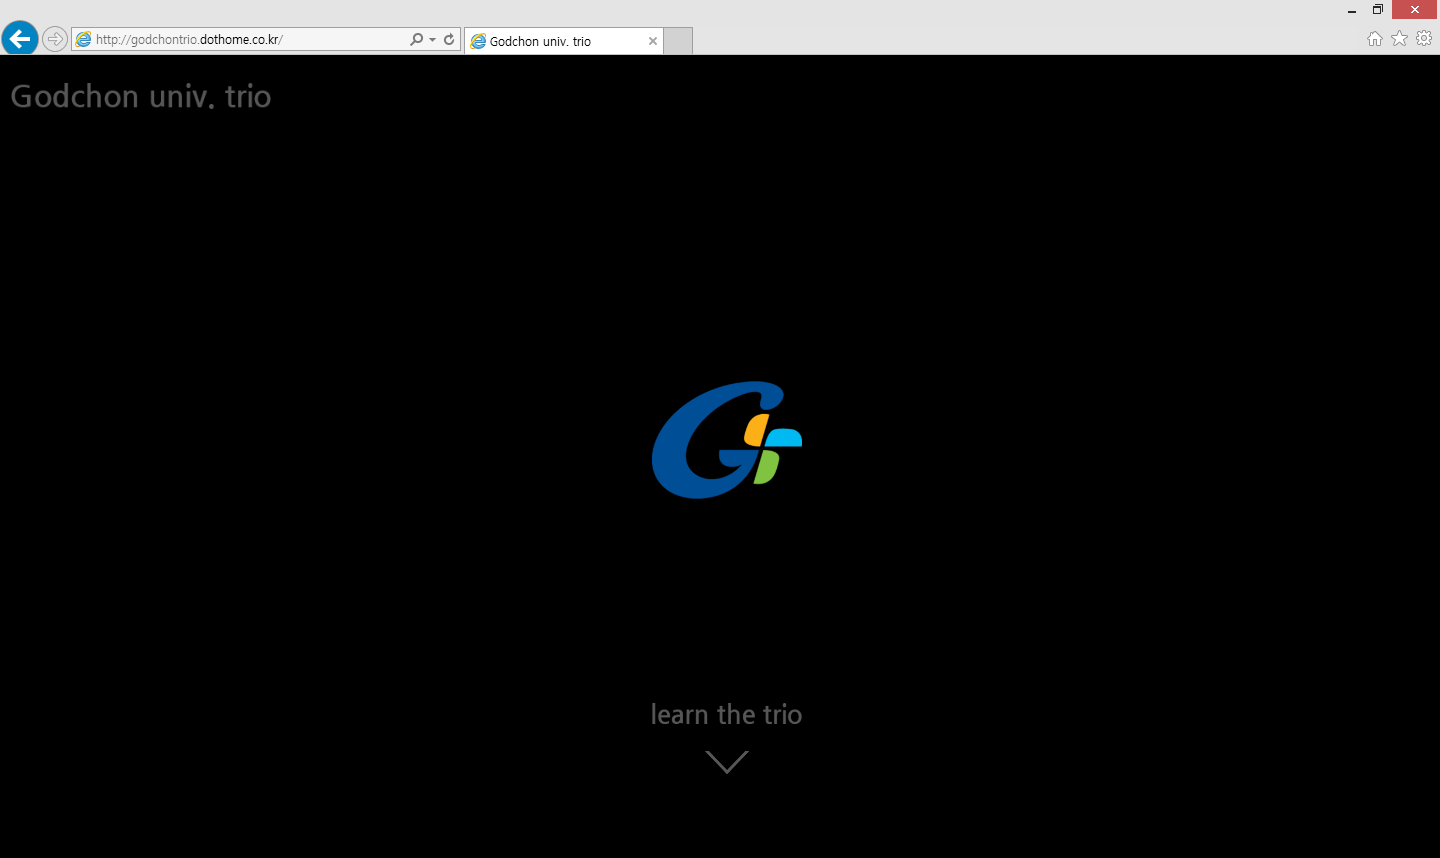 http://godchontrio.dothome.co.kr/
Godchon univ. trio
Godchon univ. trio
G
learn the trio